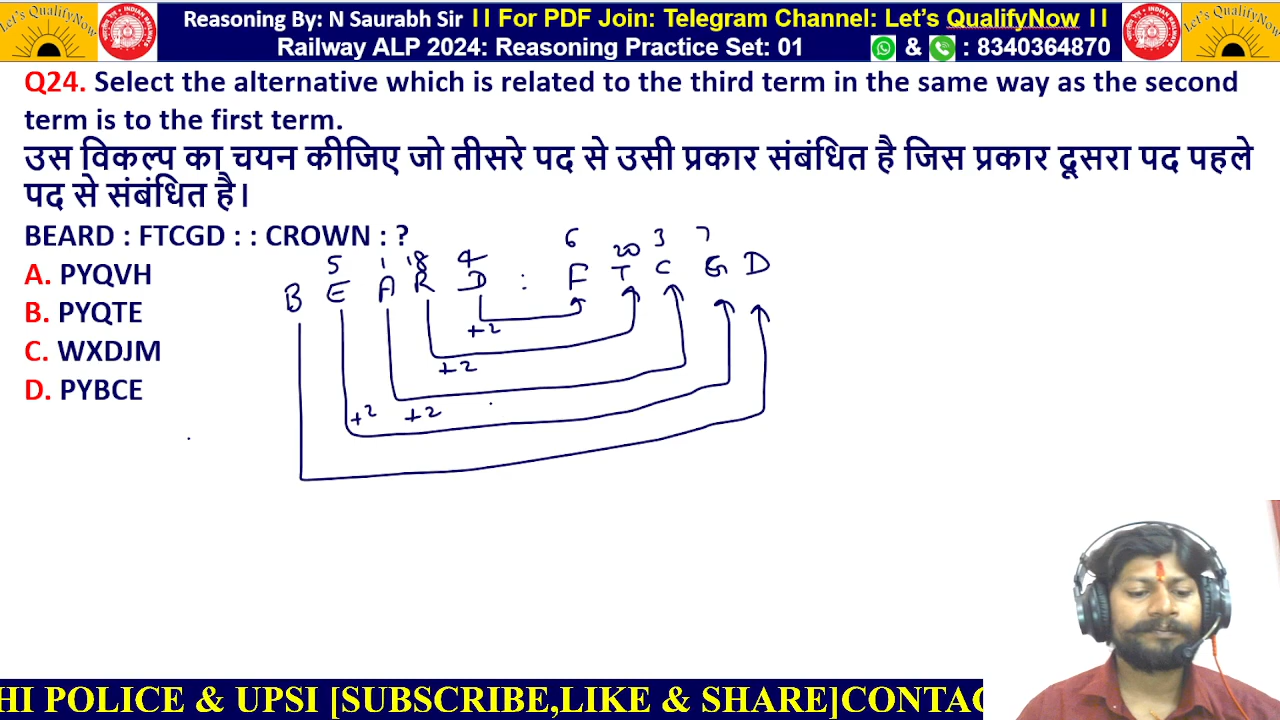 Reasoning By: N Saurabh Sir II For PDF Join: Telegram Channel: Let's QualifyNow II
Railway ALP 2024: Reasoning Practice Set: 01 & : 8340364870
Let's QualifyNow
Let's QualifyNow
Q24. Select the alternative which is related to the third term in the same way as the second
term is to the first term.
उस विकल्प का चयन कीजिए जो तीसरे पद से उसी प्रकार संबंधित है जिस प्रकार दूसरा पद पहले
पद से संबंधित है।
BEARD : FTCGD : : CROWN : ?
A. PYQVH
B. PYQTE
C. WXDJM
D. PYBCE
5 1 18 4 6 20 3 7
B E A R D : F T C G D
+2
+2
+2 +2
HI POLICE & UPSI [SUBSCRIBE,LIKE & SHARE]CONTAC